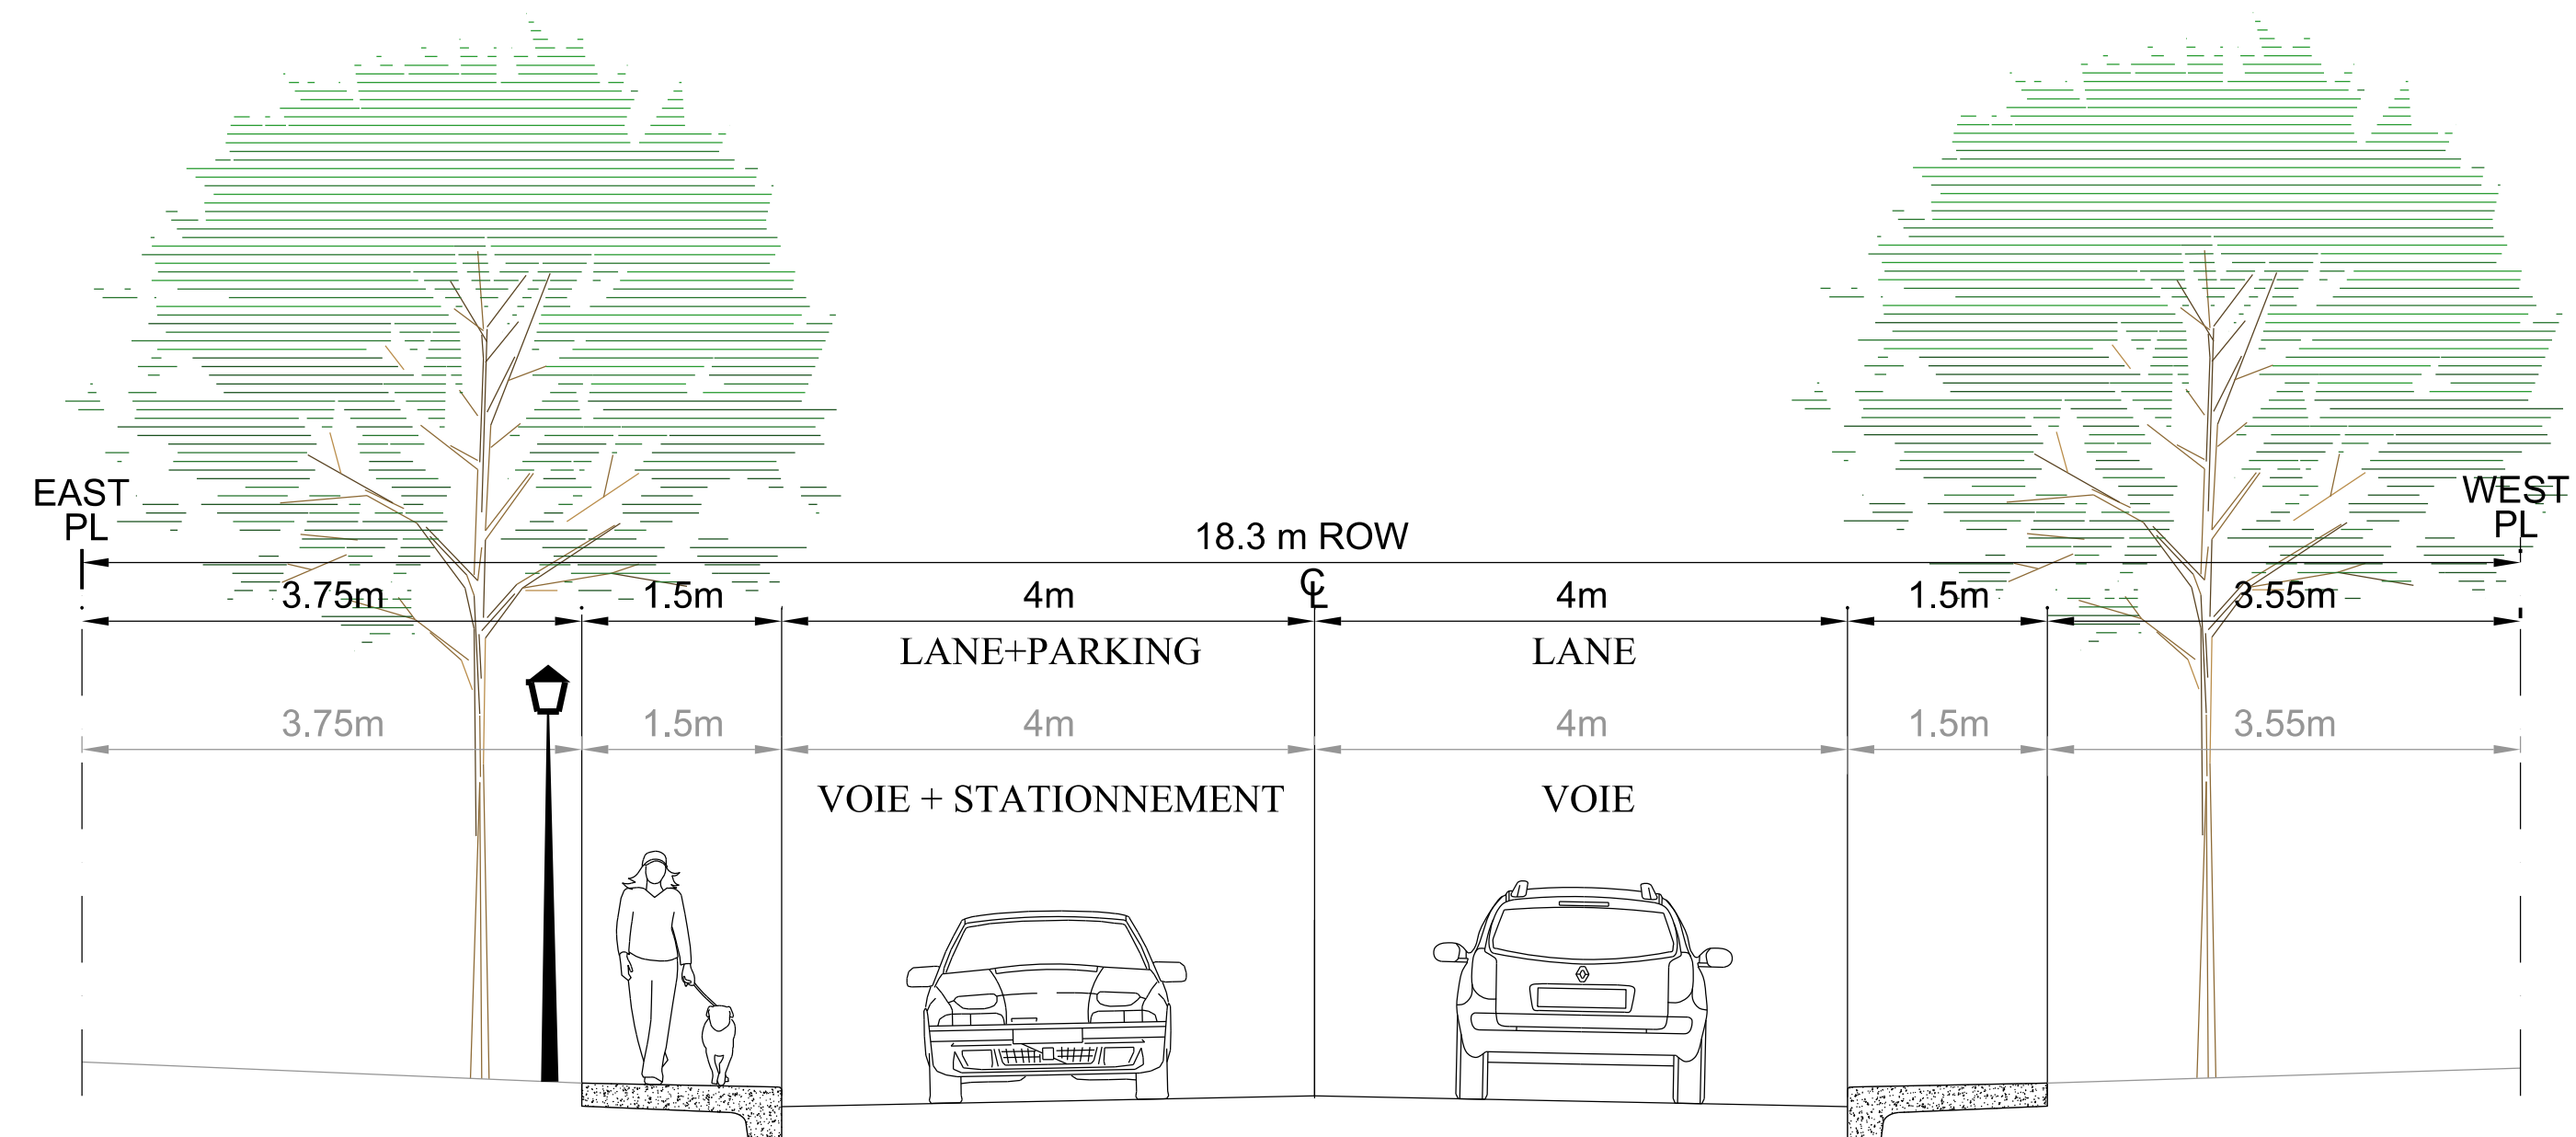 EAST
PL
WEST
PL
18.3 m ROW
℄
3.75m 1.5m 4m 4m 1.5m 3.55m
LANE+PARKING LANE
3.75m 1.5m 4m 4m 1.5m 3.55m
VOIE + STATIONNEMENT VOIE